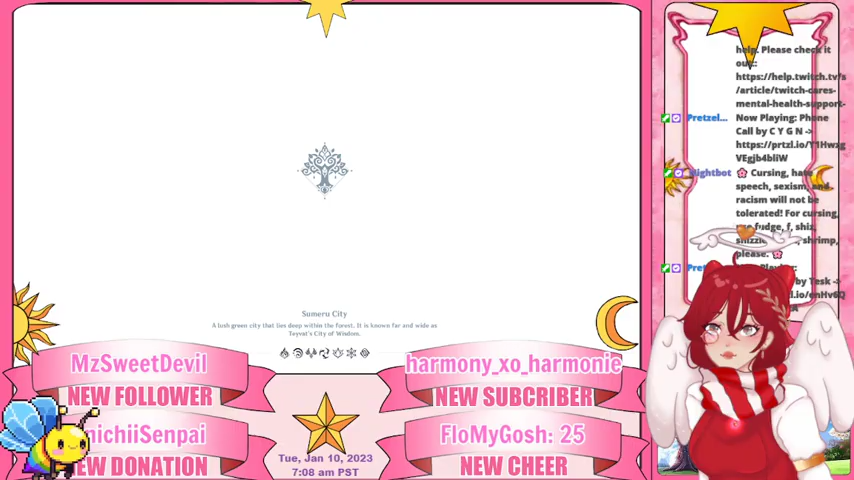 Sumeru City
A lush green city that lies deep within the forest. It is known far and wide as
Teyvat's City of Wisdom.
MzSweetDevil
NEW FOLLOWER
harmony_xo_harmonie
NEW SUBCRIBER
NEW DONATION
FloMyGosh: 25
NEW CHEER
Tue, Jan 10, 2023
7:08 am PST
help. Please check it
out:
https://help.twitch.tv/s
/article/twitch-cares-
mental-health-support-
Pretzel... Now Playing: Phone
Call by C Y G N ->
VEgjb4bliW
Nightbot Cursing, hate
speech, sexism, and
racism will not be
tolerated! For cursing,
use fudge, f, shiz,
shrimp,
please.
by Tesk ->